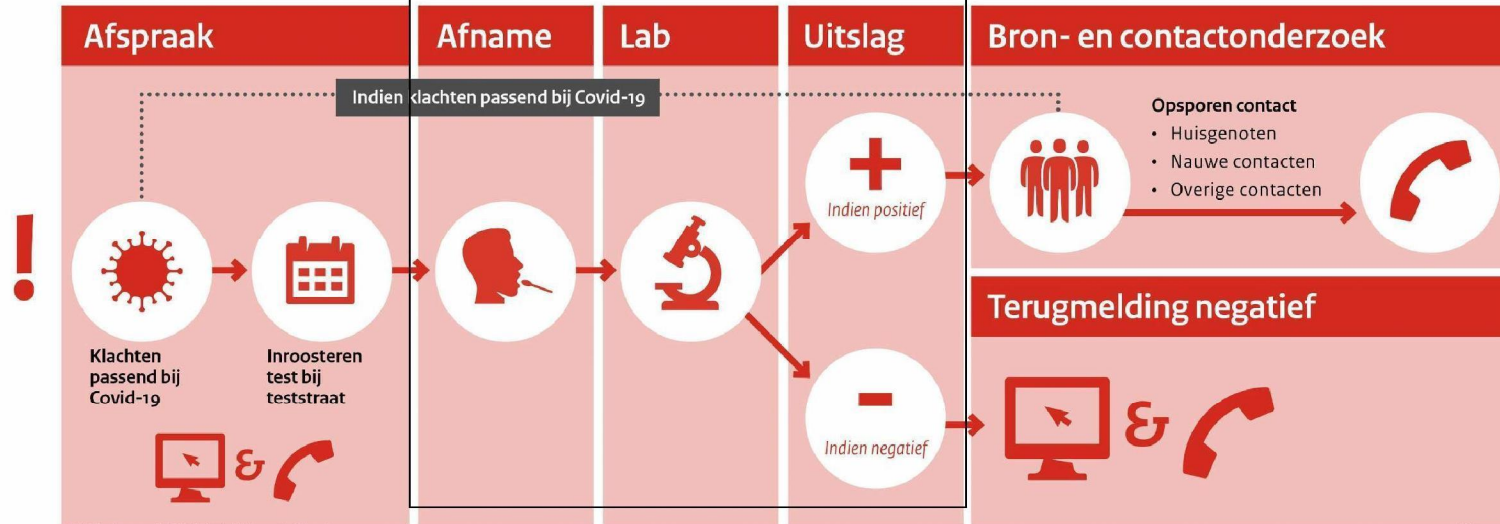 Afspraak
Afname
Lab
Uitslag
Bron- en contactonderzoek
Indien klachten passend bij Covid-19
Opsporen contact
• Huisgenoten
• Nauwe contacten
• Overige contacten
!
+
Indien positief
Klachten
passend bij
Covid-19
Inroosteren
test bij
teststraat
&
-
Indien negatief
Terugmelding negatief
&